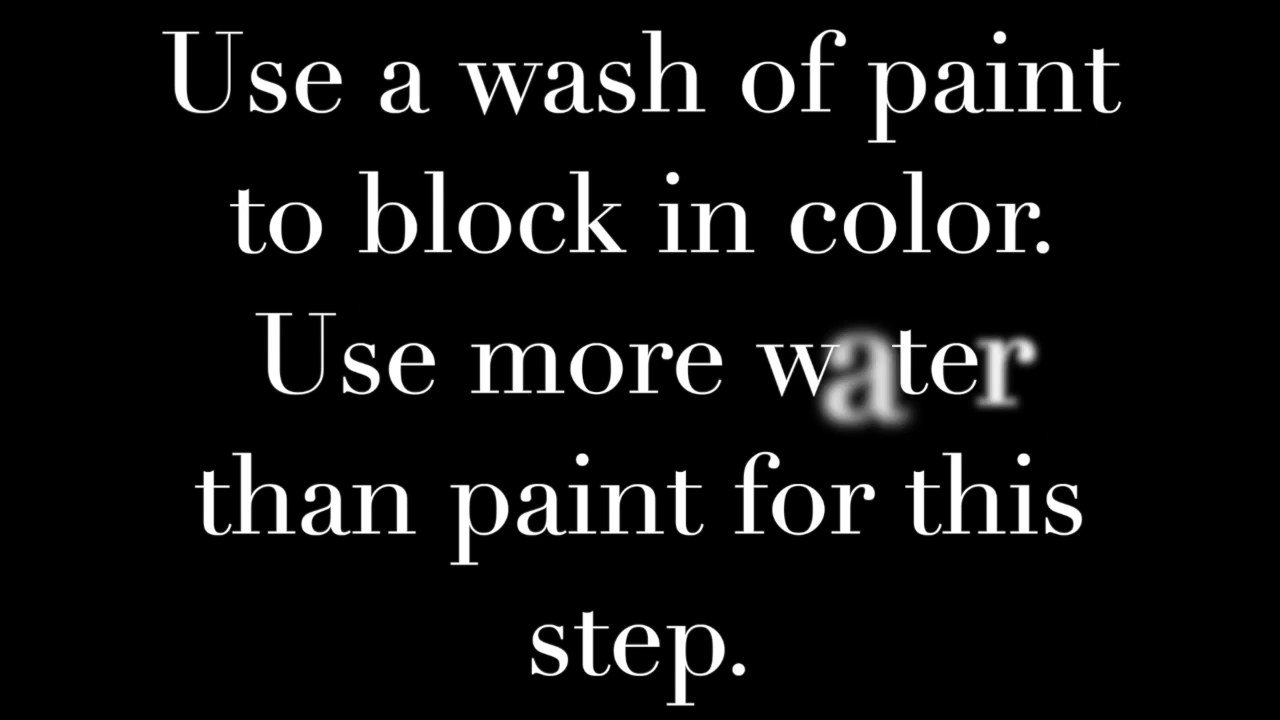 Use a wash of paint
to block in color.
Use more water
than paint for this
step.